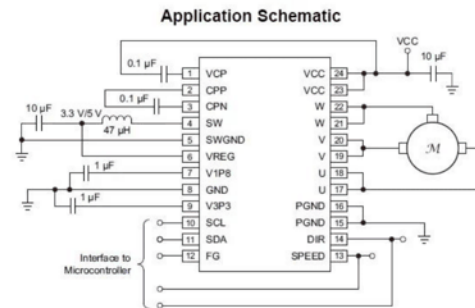 Application Schematic
VCC
0.1 µF
10 µF
1 VCP VCC 24
2 CPP VCC 23
0.1 µF
3 CPN W 22
10 µF 3.3 V/5 V
47 µH
4 SW W 21
5 SWGND V 20
M
6 VREG V 19
1 µF
7 V1P8 U 18
8 GND U 17
1 µF
9 V3P3 PGND 16
10 SCL PGND 15
11 SDA DIR 14
12 FG SPEED 13
Interface to
Microcontroller